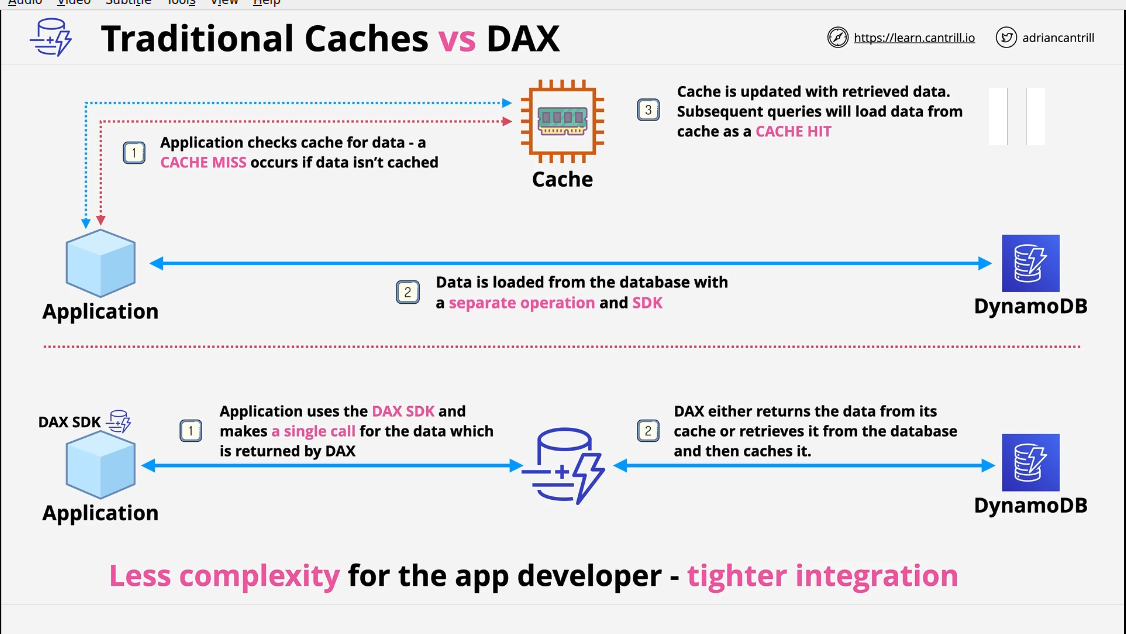 Audio Video Subtitle Tools View Help
Traditional Caches vs DAX
https://learn.cantrill.io
adriancantrill
1
Application checks cache for data - a
CACHE MISS occurs if data isn’t cached
Cache
3
Cache is updated with retrieved data.
Subsequent queries will load data from
cache as a CACHE HIT
Application
2
Data is loaded from the database with
a separate operation and SDK
DynamoDB
DAX SDK
Application
1
Application uses the DAX SDK and
makes a single call for the data which
is returned by DAX
2
DAX either returns the data from its
cache or retrieves it from the database
and then caches it.
DynamoDB
Less complexity for the app developer - tighter integration